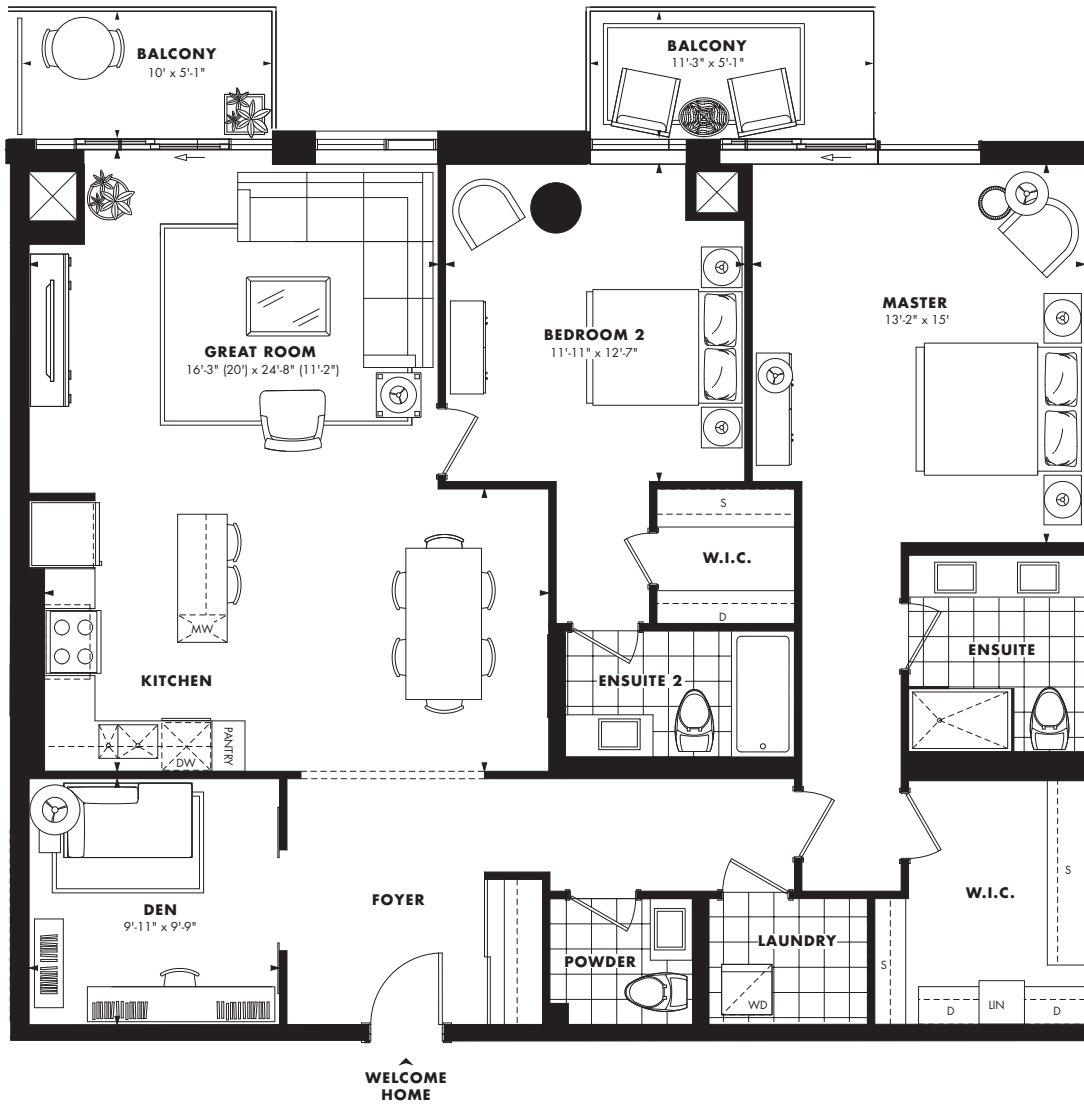 BALCONY
10' x 5'-1"
BALCONY
11'-3" x 5'-1"
GREAT ROOM
16'-3" (20') x 24'-8" (11'-2")
BEDROOM 2
11'-11" x 12'-7"
MASTER
13'-2" x 15'
S
W.I.C.
D
MW
KITCHEN
ENSUITE 2
ENSUITE
DW
PANTRY
DEN
9'-11" x 9'-9"
FOYER
POWDER
LAUNDRY
WD
W.I.C.
S
S
D
LIN
D
WELCOME
HOME